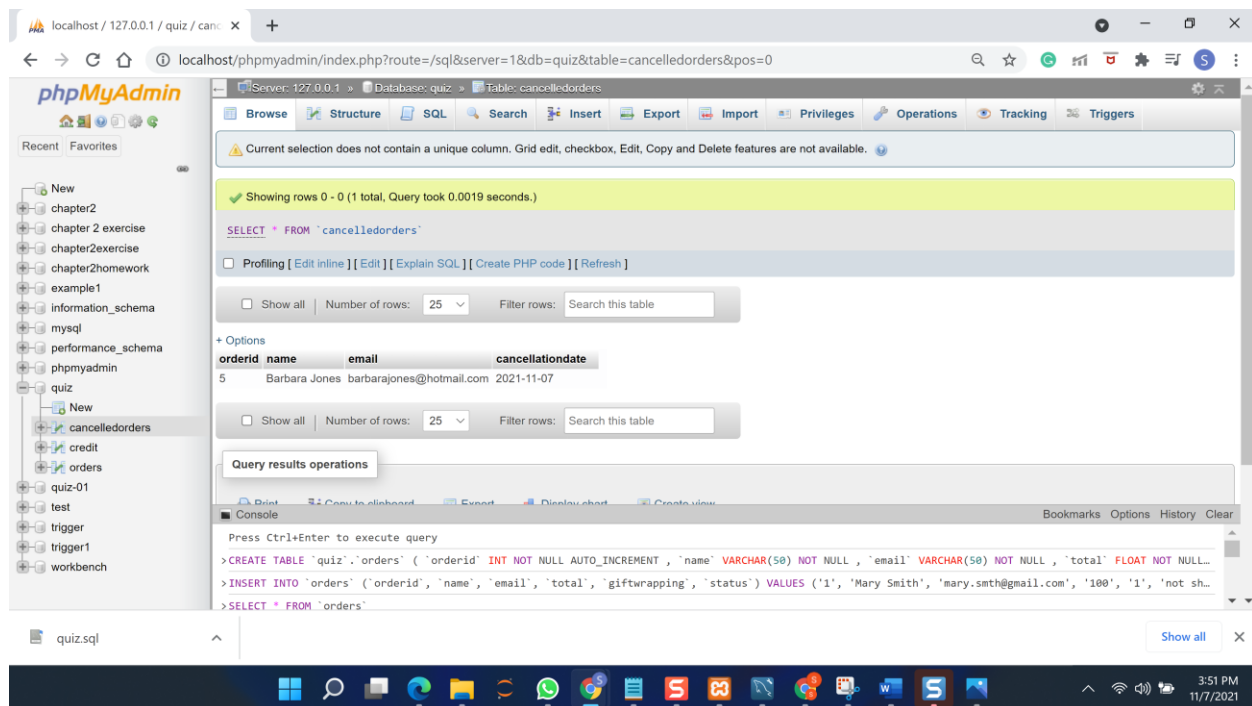 localhost / 127.0.0.1 / quiz / canc
localhost/phpmyadmin/index.php?route=/sql&server=1&db=quiz&table=cancelledorders&pos=0
S
phpMyAdmin
Recent Favorites
New
chapter2
chapter 2 exercise
chapter2exercise
chapter2homework
example1
information_schema
mysql
performance_schema
phpmyadmin
quiz
New
cancelledorders
credit
orders
quiz-01
test
trigger
trigger1
workbench
Server: 127.0.0.1 » Database: quiz » Table: cancelledorders
Browse Structure SQL Search Insert Export Import Privileges Operations Tracking Triggers
Current selection does not contain a unique column. Grid edit, checkbox, Edit, Copy and Delete features are not available.
Showing rows 0 - 0 (1 total, Query took 0.0019 seconds.)
SELECT * FROM `cancelledorders`
Profiling [ Edit inline ] [ Edit ] [ Explain SQL ] [ Create PHP code ] [ Refresh ]
Show all | Number of rows: 25 Filter rows: Search this table
+ Options
orderid name email cancellationdate
5 Barbara Jones barbarajones@hotmail.com 2021-11-07
Show all | Number of rows: 25 Filter rows: Search this table
Query results operations
Print Copy to clipboard Export Display chart Create view
Console Bookmarks Options History Clear
Press Ctrl+Enter to execute query
>CREATE TABLE `quiz`.`orders` ( `orderid` INT NOT NULL AUTO_INCREMENT , `name` VARCHAR(50) NOT NULL , `email` VARCHAR(50) NOT NULL , `total` FLOAT NOT NULL…
>INSERT INTO `orders` (`orderid`, `name`, `email`, `total`, `giftwrapping`, `status`) VALUES ('1', 'Mary Smith', 'mary.smth@gmail.com', '100', '1', 'not sh…
>SELECT * FROM `orders`
quiz.sql
Show all
3:51 PM
11/7/2021